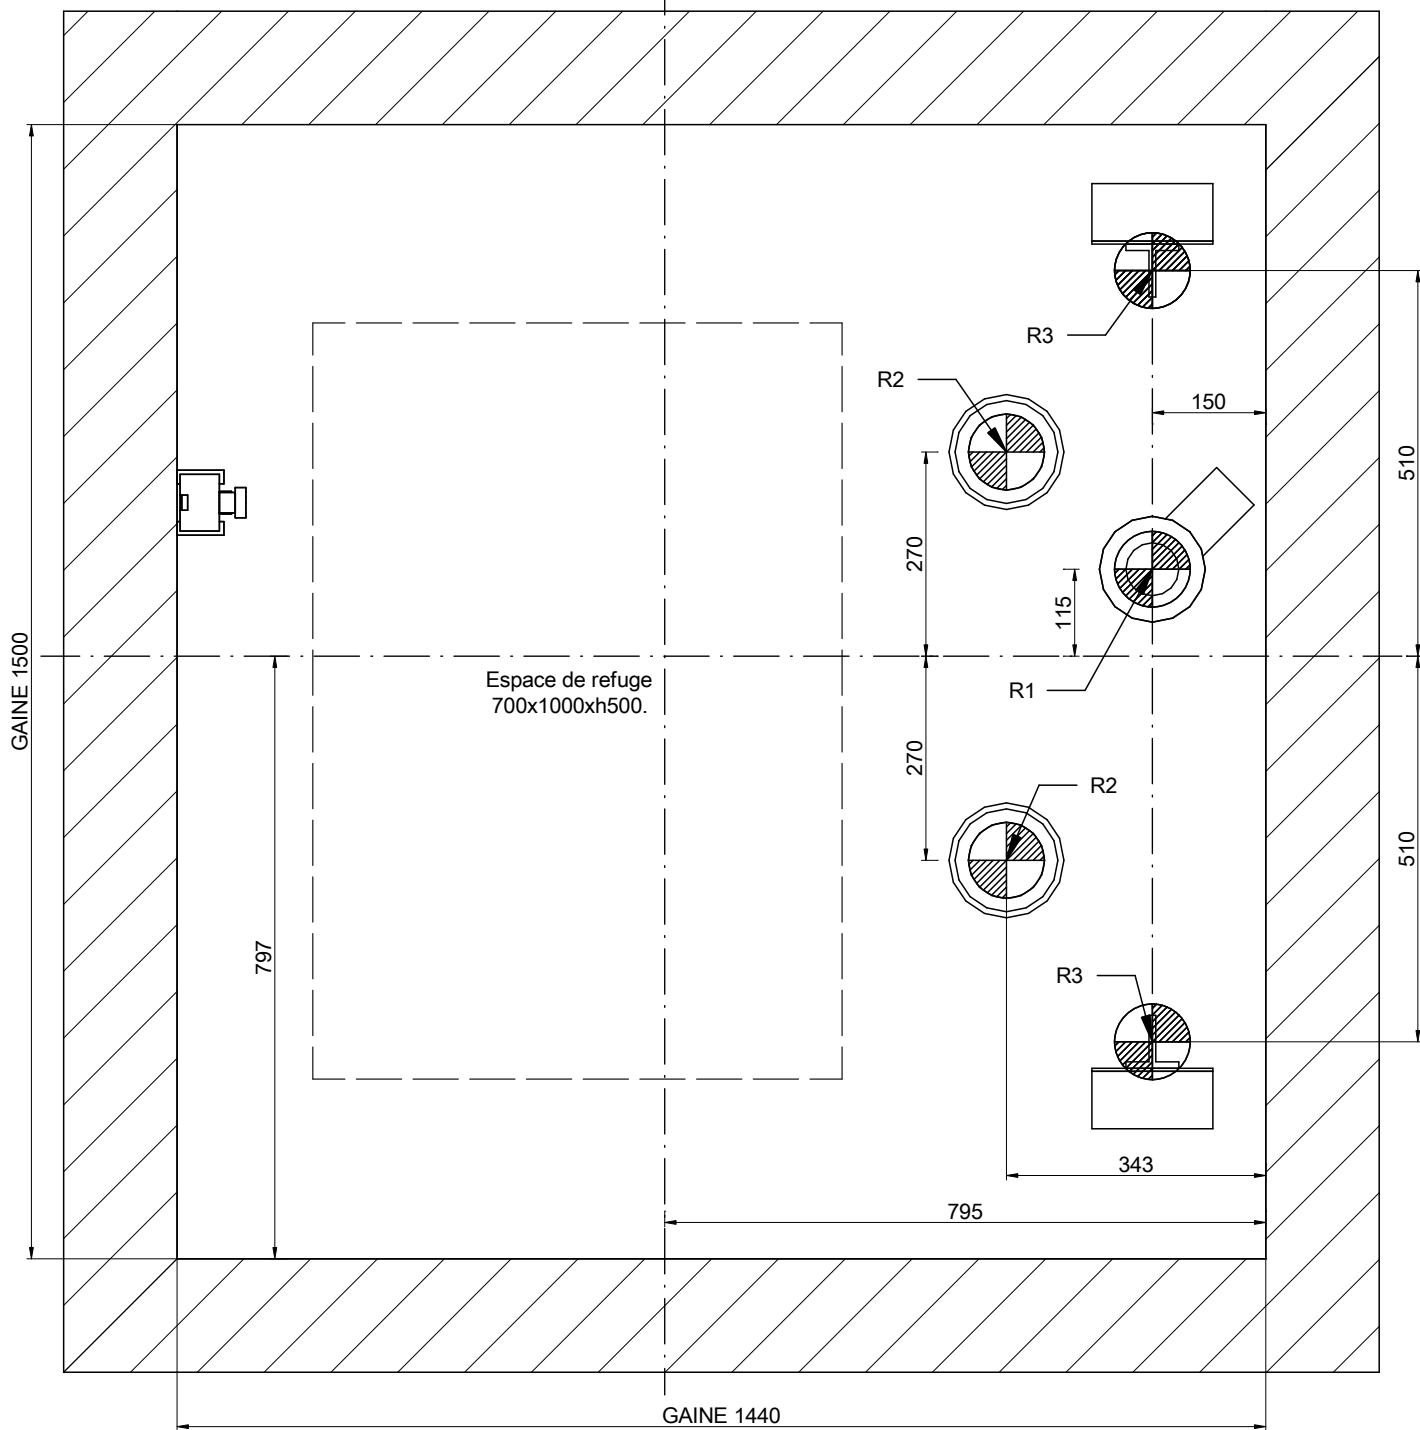 R3
R2
150
510
270
115
GAINE 1500
Espace de refuge
700x1000xh500.
R1
270
R2
510
797
R3
343
795
GAINE 1440